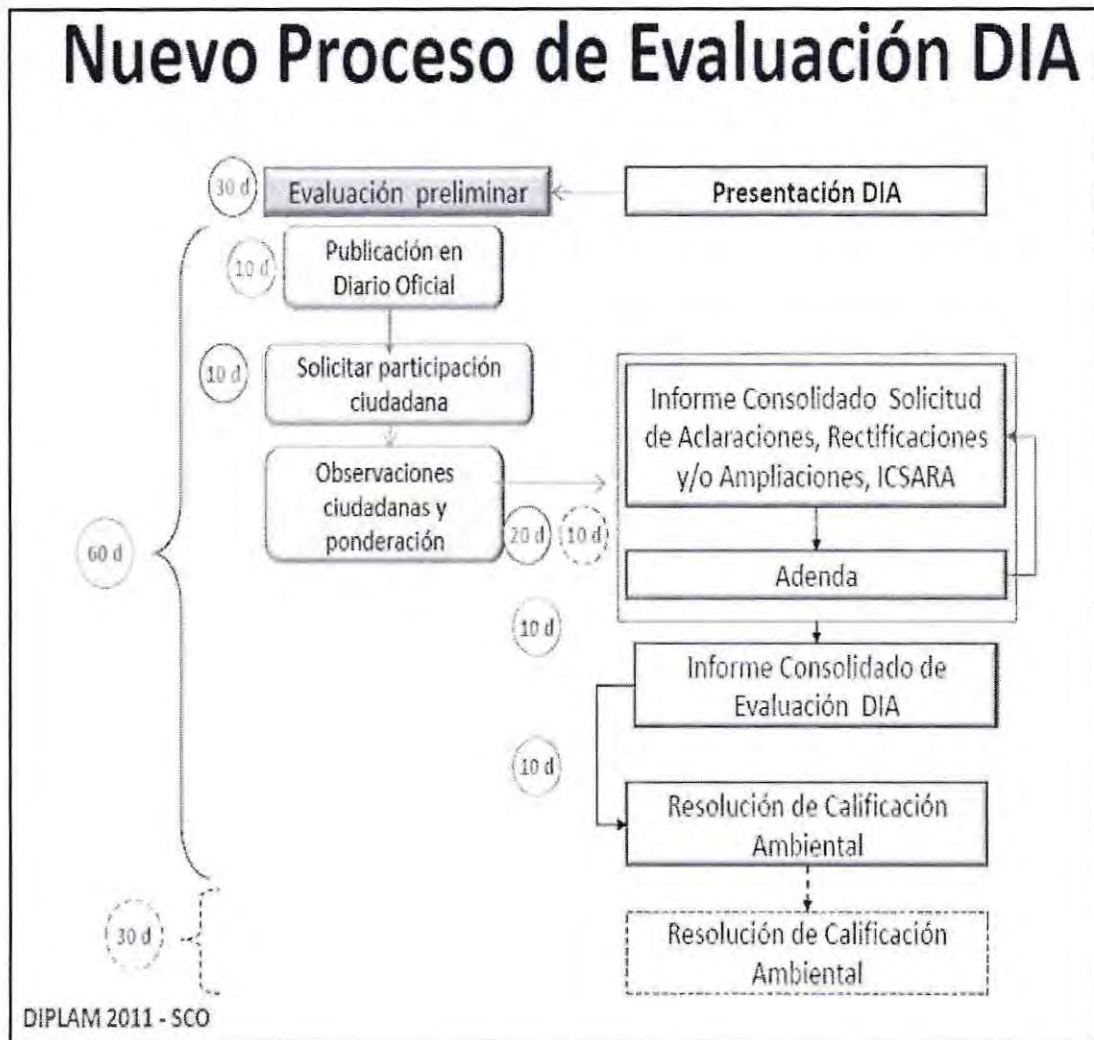 Nuevo Proceso de Evaluación DIA
30 d
Evaluación preliminar
Presentación DIA
10 d
Publicación en
Diario Oficial
10 d
Solicitar participación
ciudadana
Observaciones
ciudadanas y
ponderación
20 d
10 d
Informe Consolidado Solicitud
de Aclaraciones, Rectificaciones
y/o Ampliaciones, ICSARA
Adenda
60 d
10 d
Informe Consolidado de
Evaluación DIA
10 d
Resolución de Calificación
Ambiental
30 d
Resolución de Calificación
Ambiental
DIPLAM 2011 - SCO